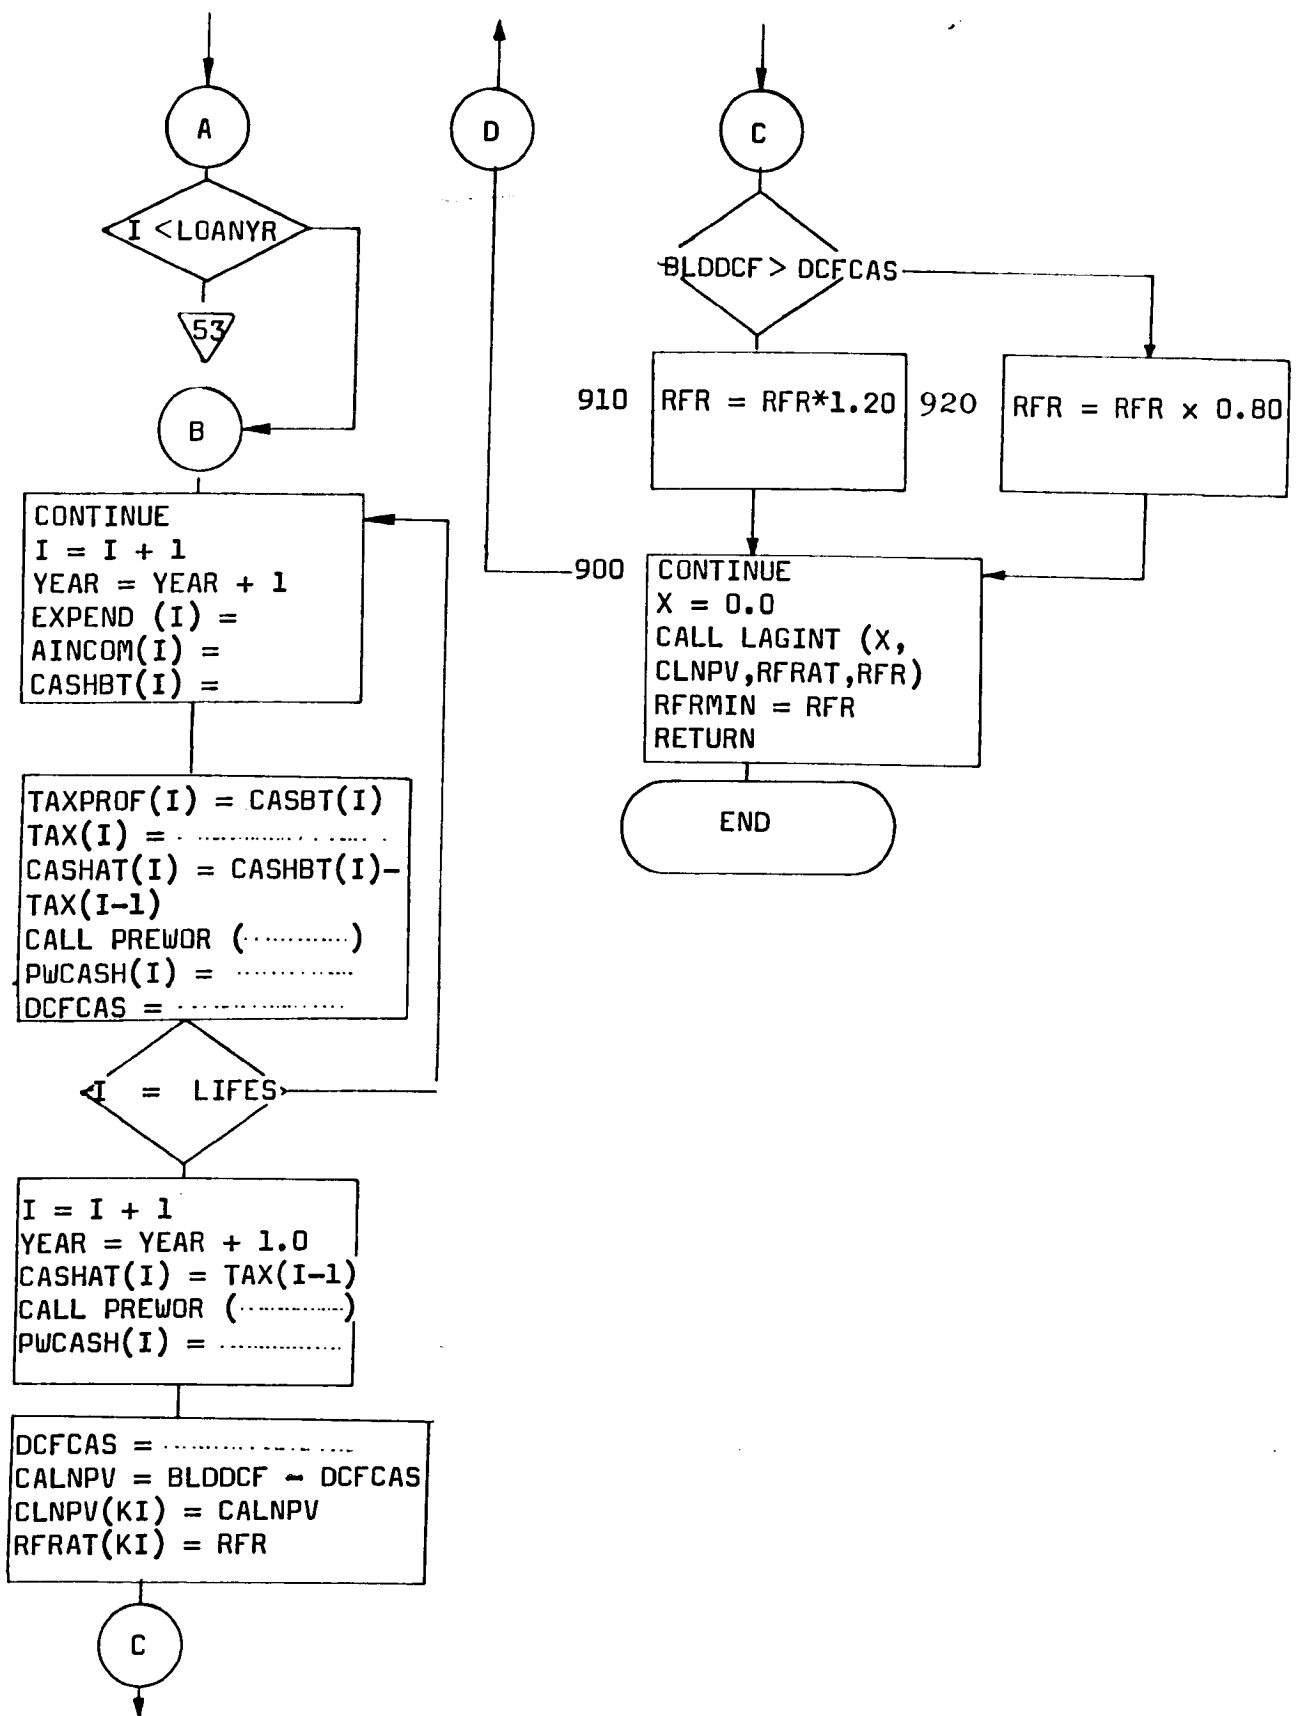 A
I <LOANYR
53
B
CONTINUE
I = I + 1
YEAR = YEAR + 1
EXPEND (I) =
AINCOM(I) =
CASHBT(I) =
TAXPROF(I) = CASBT(I)
TAX(I) = ....................
CASHAT(I) = CASHBT(I)-
TAX(I-1)
CALL PREWOR (............)
PWCASH(I) = .............
DCFCAS = ...................
I = LIFES
I = I + 1
YEAR = YEAR + 1.0
CASHAT(I) = TAX(I-1)
CALL PREWOR (............)
PWCASH(I) = .............
DCFCAS = ...................
CALNPV = BLDDCF - DCFCAS
CLNPV(KI) = CALNPV
RFRAT(KI) = RFR
C
D
C
BLDDCF > DCFCAS
910
RFR = RFR*1.20
920
RFR = RFR x 0.80
900
CONTINUE
X = 0.0
CALL LAGINT (X,
CLNPV,RFRAT,RFR)
RFRMIN = RFR
RETURN
END